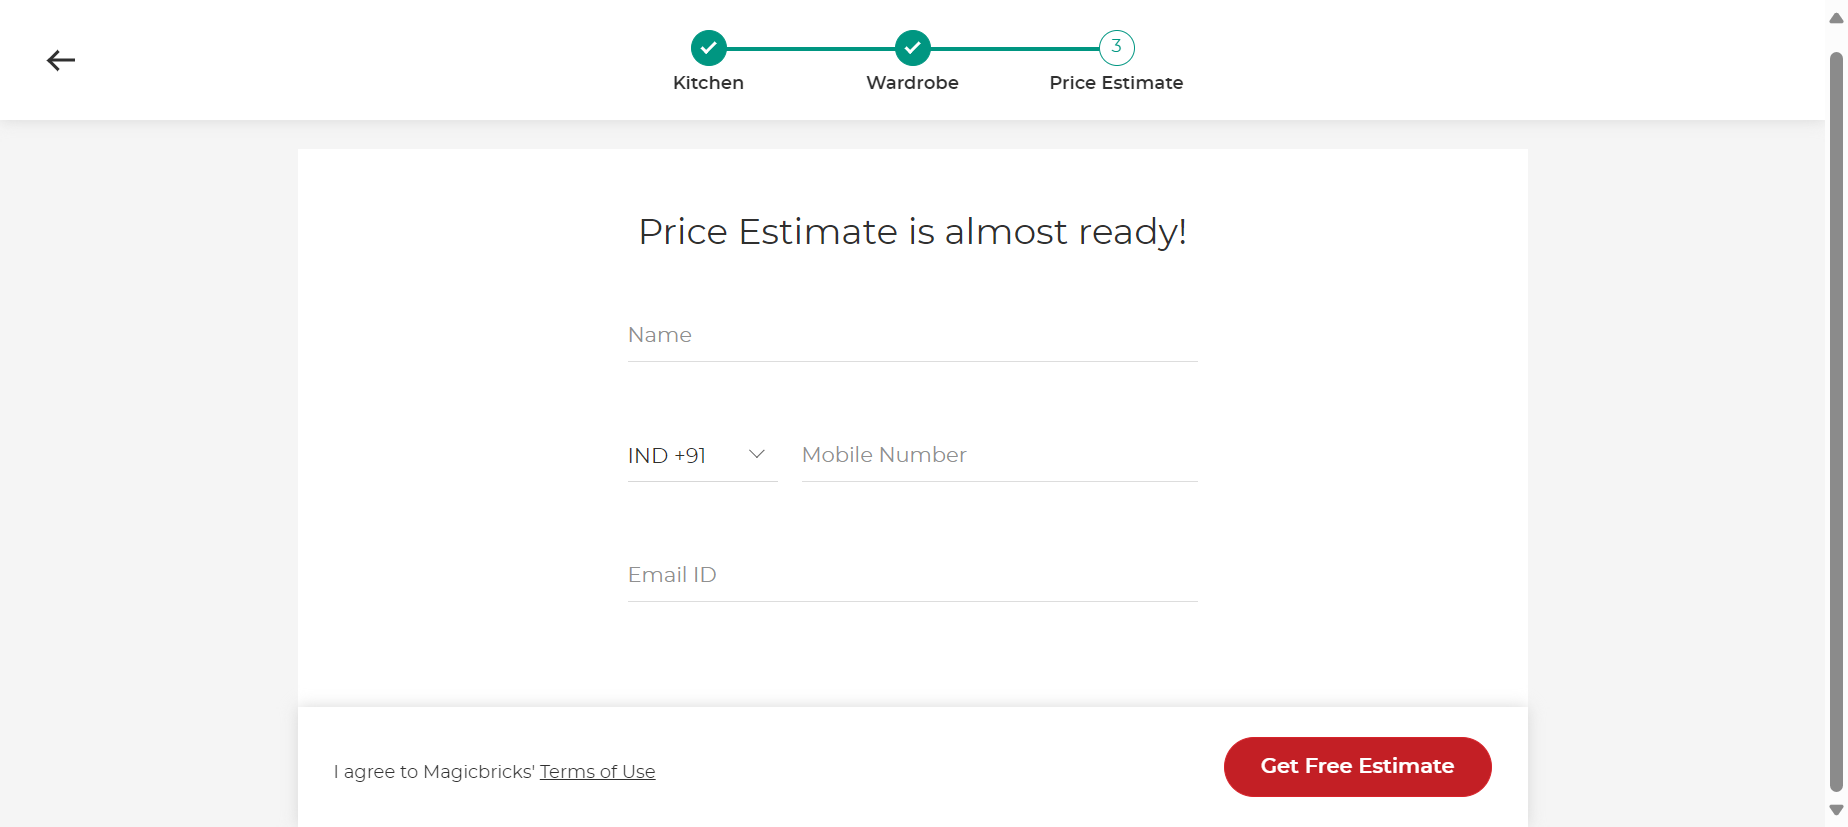 3
Kitchen
Wardrobe
Price Estimate
Price Estimate is almost ready!
Name
IND +91
Mobile Number
Email ID
I agree to Magicbricks' Terms of Use
Get Free Estimate